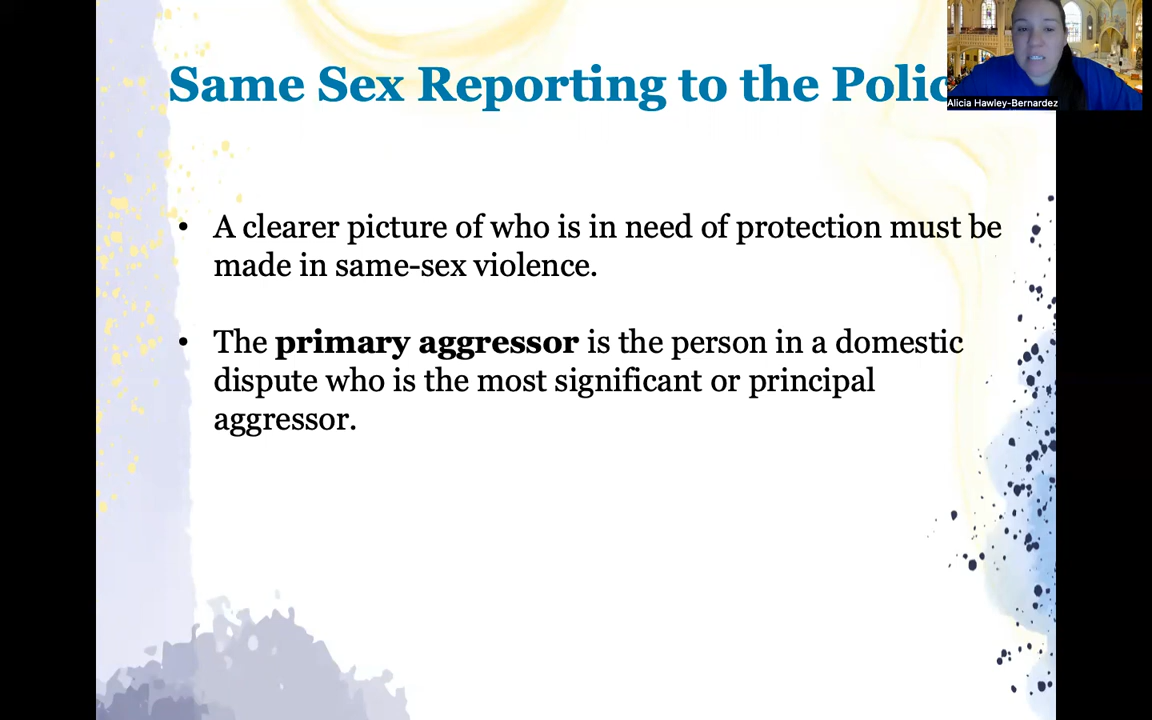 Same Sex Reporting to the Polic
Alicia Hawley-Bernardez
• A clearer picture of who is in need of protection must be
made in same-sex violence.
• The primary aggressor is the person in a domestic
dispute who is the most significant or principal
aggressor.